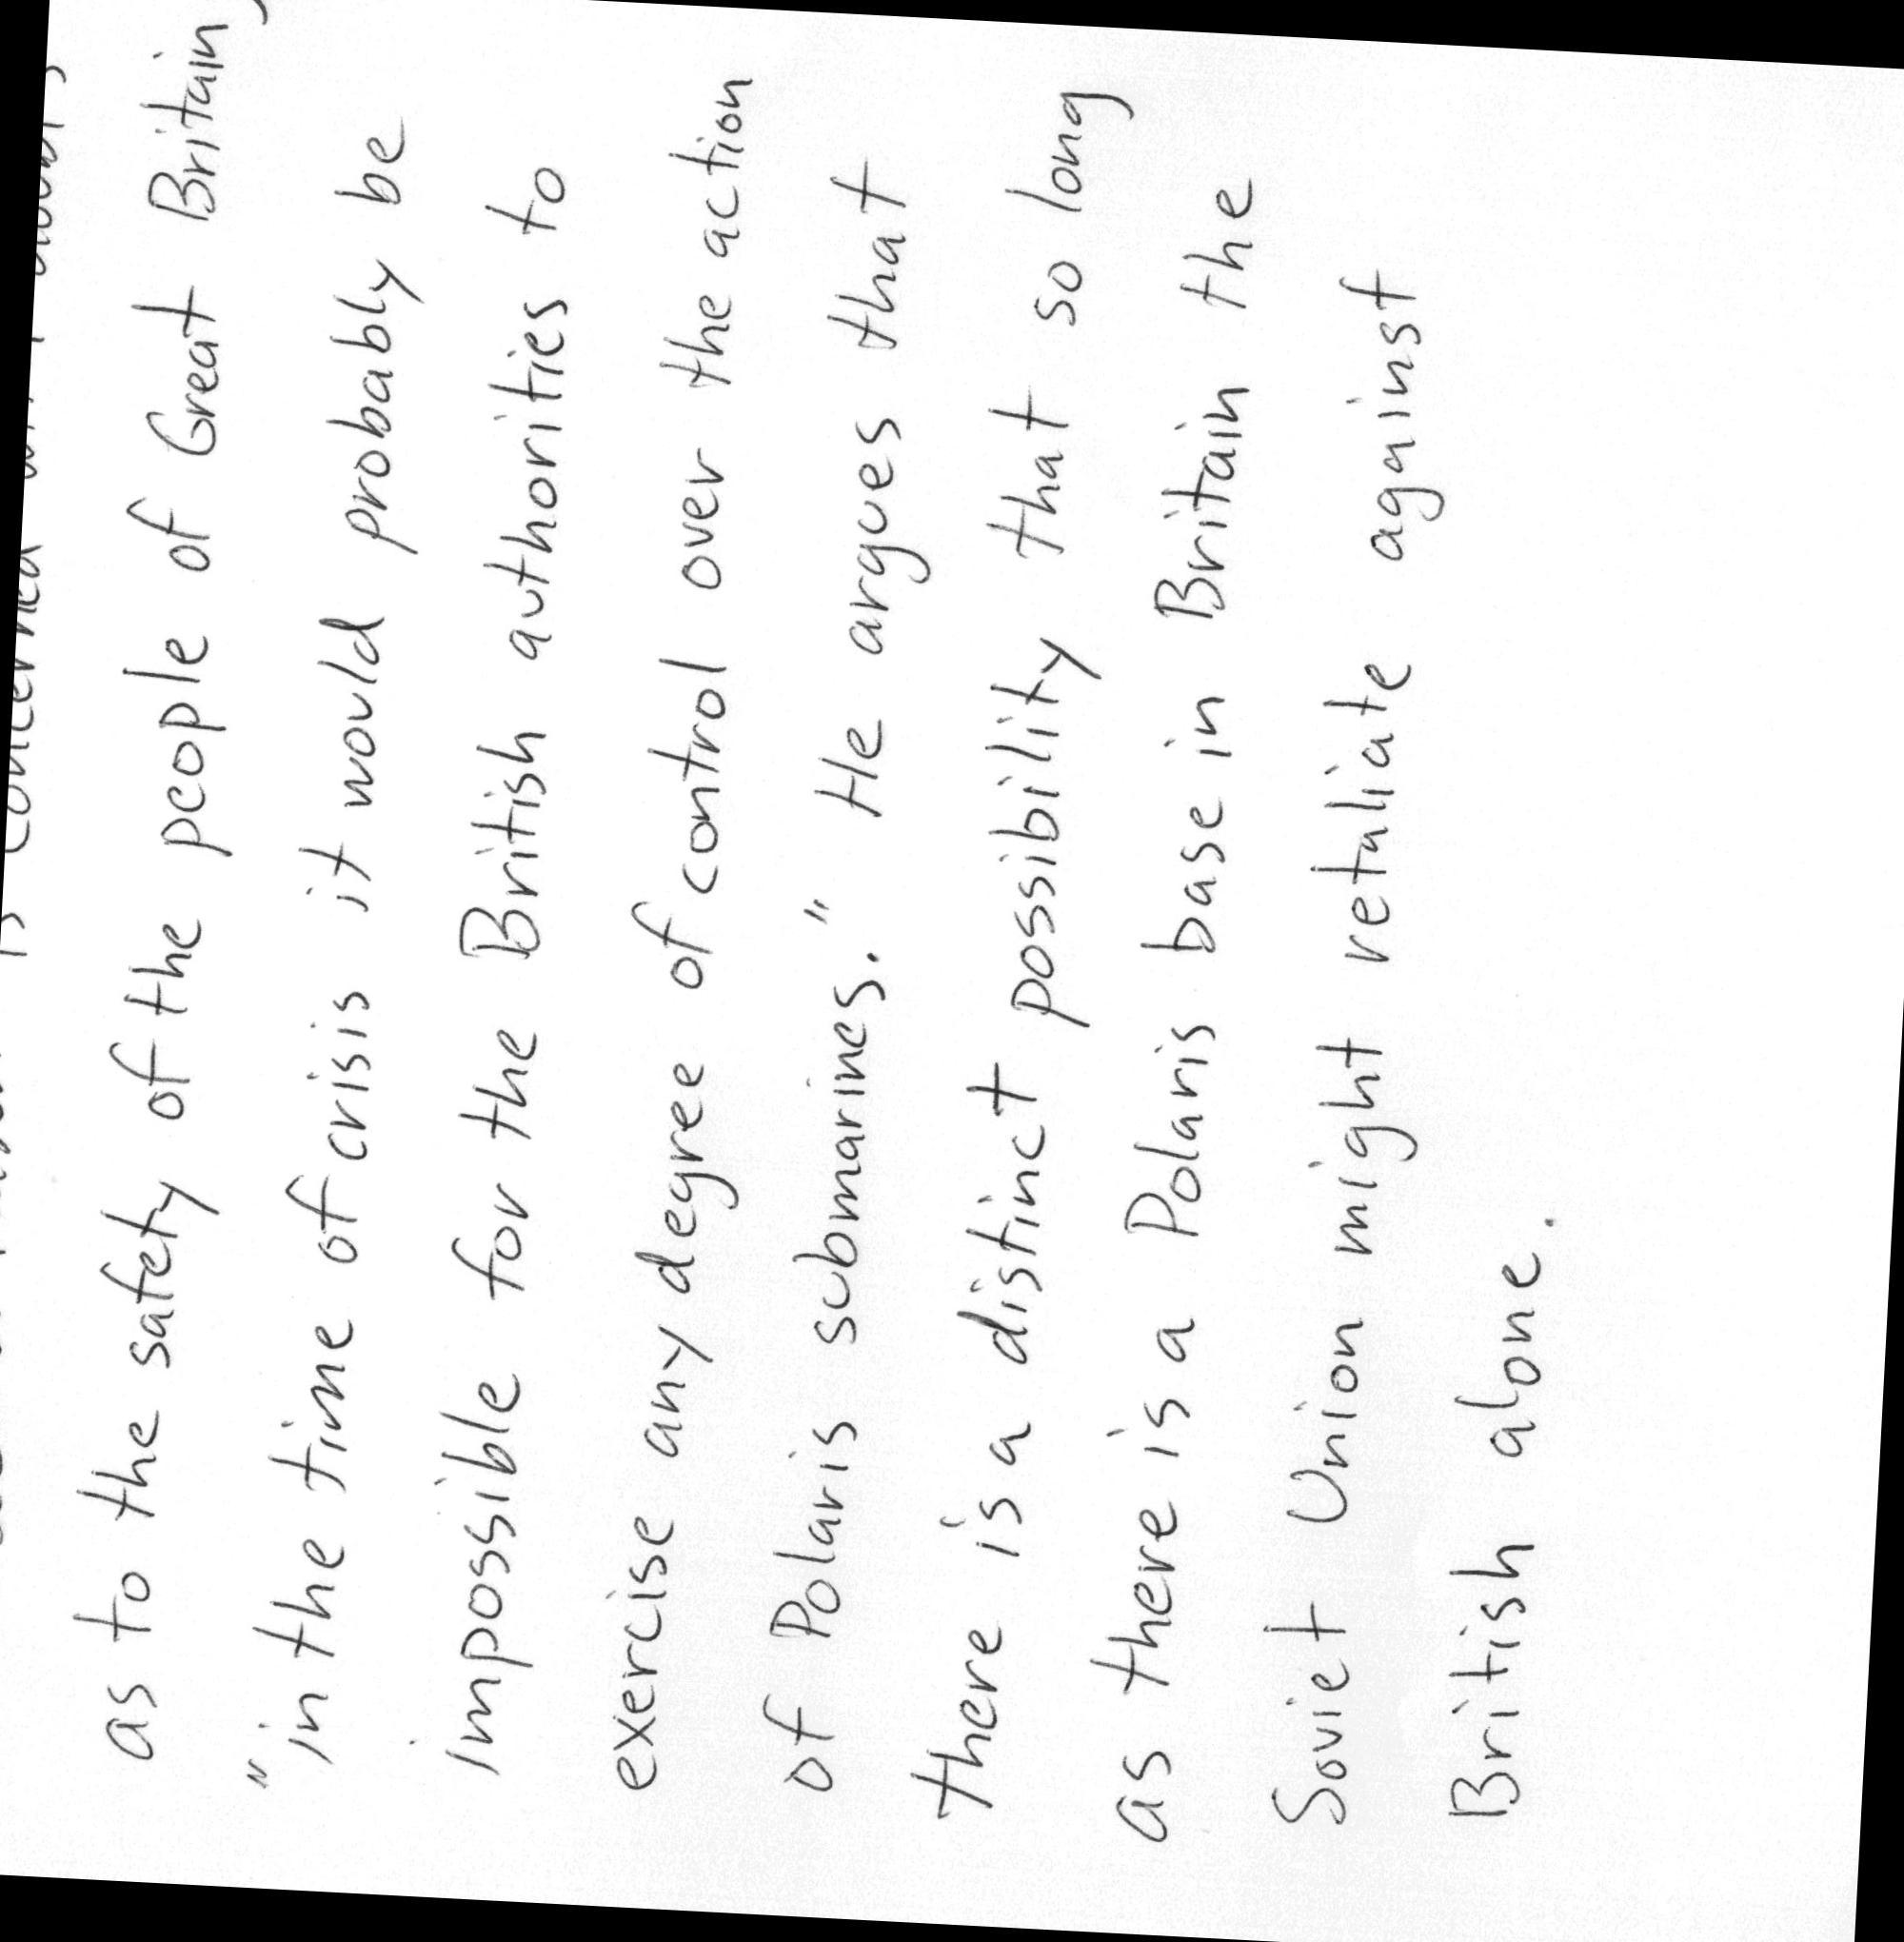 is concerned
as to the safety of the people of Great Britain,
"in the time of crisis it would probably be
impossible for the British authorities to
exercise any degree of control over the action
of Polaris submarines." He argues that
there is a distinct possibility that so long
as there is a Polaris base in Britain the
Soviet Union might retaliate against
British alone.